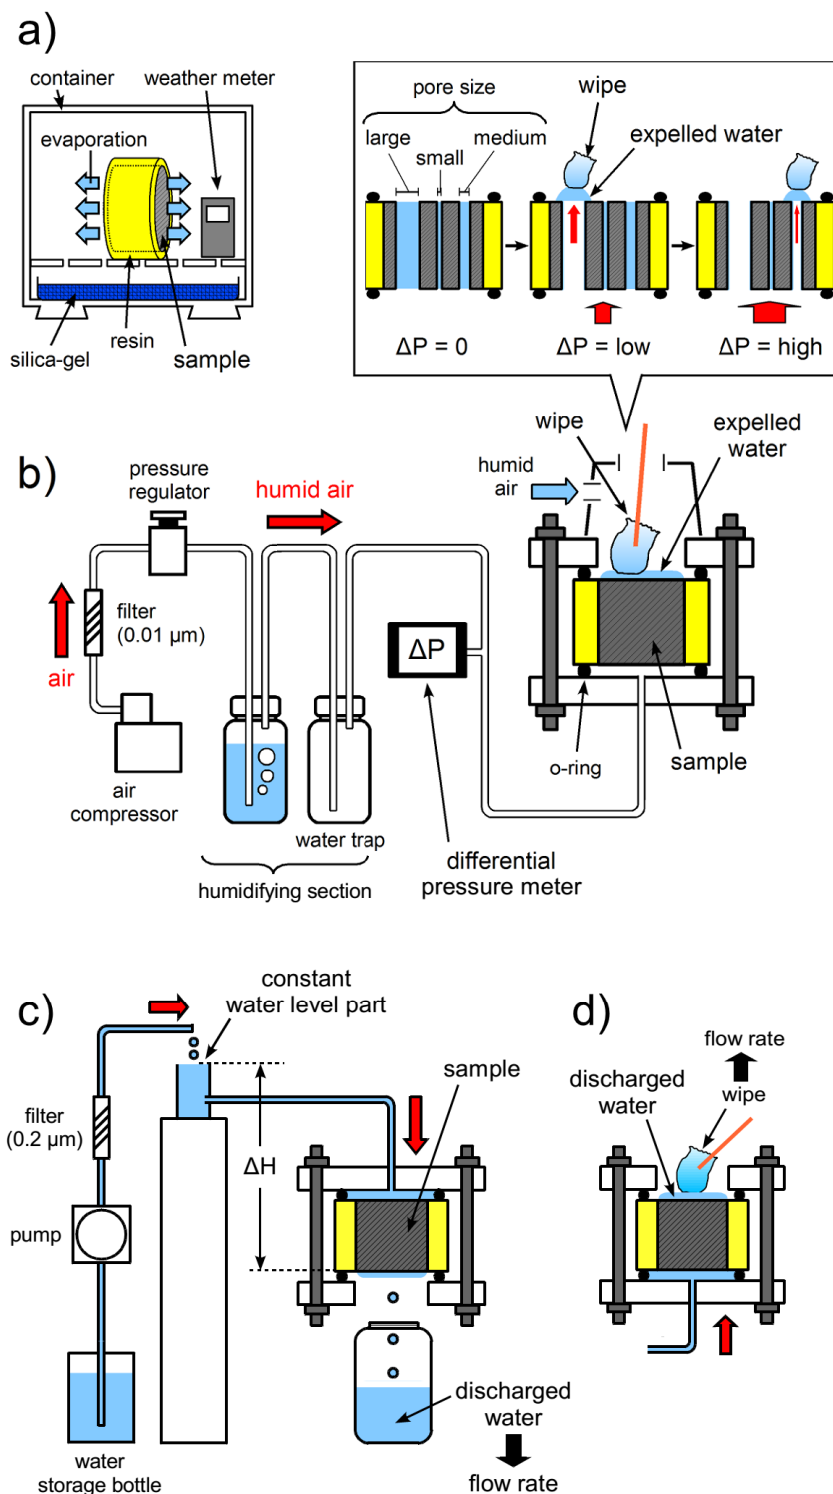 a)
container
weather meter
evaporation
silica-gel
resin
sample
pore size
large
small
medium
wipe
expelled water
ΔP = 0
ΔP = low
ΔP = high
b)
pressure
regulator
humid air
filter
(0.01 µm)
air
air
compressor
water trap
humidifying section
ΔP
differential
pressure meter
wipe
expelled
water
humid
air
o-ring
sample
c)
constant
water level part
filter
(0.2 µm)
pump
water
storage bottle
ΔH
sample
discharged
water
flow rate
d)
flow rate
discharged
water
wipe